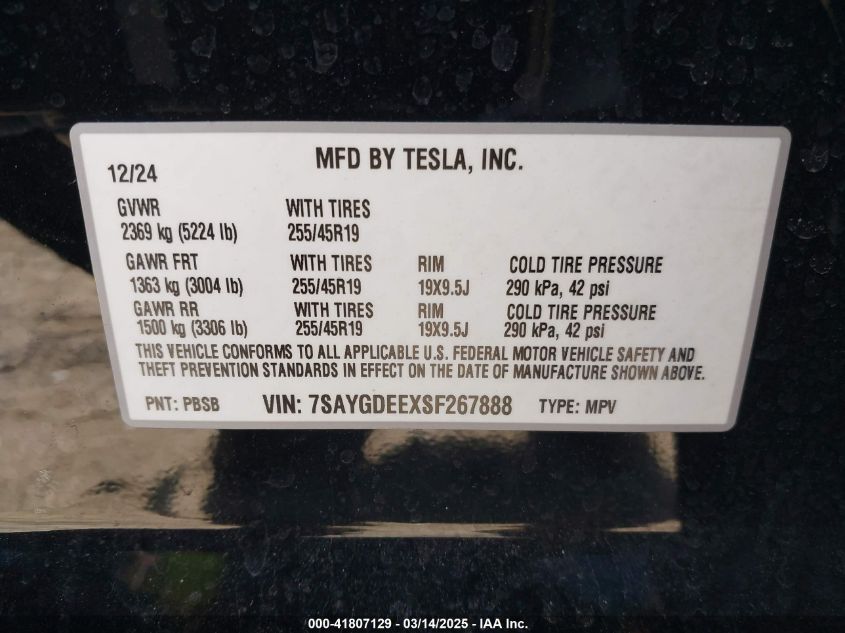 MFD BY TESLA, INC.
12/24
GVWR WITH TIRES
2369 kg (5224 lb) 255/45R19
GAWR FRT WITH TIRES RIM COLD TIRE PRESSURE
1363 kg (3004 lb) 255/45R19 19X9.5J 290 kPa, 42 psi
GAWR RR WITH TIRES RIM COLD TIRE PRESSURE
1500 kg (3306 lb) 255/45R19 19X9.5J 290 kPa, 42 psi
THIS VEHICLE CONFORMS TO ALL APPLICABLE U.S. FEDERAL MOTOR VEHICLE SAFETY AND
THEFT PREVENTION STANDARDS IN EFFECT ON THE DATE OF MANUFACTURE SHOWN ABOVE.
PNT: PBSB VIN: 7SAYGDEEXSF267888 TYPE: MPV
000-41807129 - 03/14/2025 - IAA Inc.